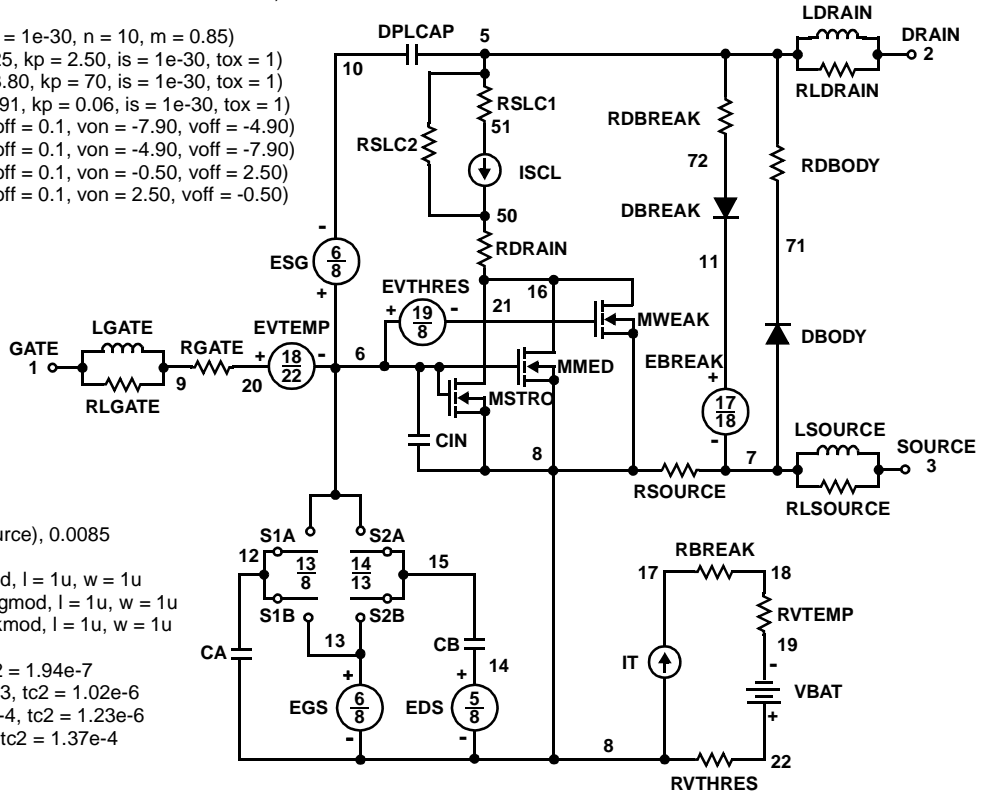 = 1e-30, n = 10, m = 0.85)
25, kp = 2.50, is = 1e-30, tox = 1)
3.80, kp = 70, is = 1e-30, tox = 1)
91, kp = 0.06, is = 1e-30, tox = 1)
voff = 0.1, von = -7.90, voff = -4.90)
off = 0.1, von = -4.90, voff = -7.90)
off = 0.1, von = -0.50, voff = 2.50)
off = 0.1, von = 2.50, voff = -0.50)
DPLCAP
5
10
LDRAIN
DRAIN
2
RLDRAIN
RSLC1
51
RSLC2
ISCL
RDBREAK
72
RDBODY
DBREAK
50
RDRAIN
71
11
-
ESG
6
8
+
EVTHRES
+
19
8
-
21
16
MWEAK
DBODY
EBREAK
+
17
18
-
LGATE
GATE
1
RLGATE
9
RGATE
20
EVTEMP
+
18
22
-
6
MMED
MSTRO
CIN
8
RSOURCE
7
LSOURCE
SOURCE
3
RLSOURCE
urce), 0.0085
d, l = 1u, w = 1u
gmod, l = 1u, w = 1u
kmod, l = 1u, w = 1u
2 = 1.94e-7
3, tc2 = 1.02e-6
-4, tc2 = 1.23e-6
tc2 = 1.37e-4
S1A
S2A
12
13
8
14
13
15
S1B
S2B
13
CA
CB
14
+
EGS
6
8
-
+
EDS
5
8
-
8
RBREAK
17
18
RVTEMP
19
IT
-
VBAT
+
22
RVTHRES